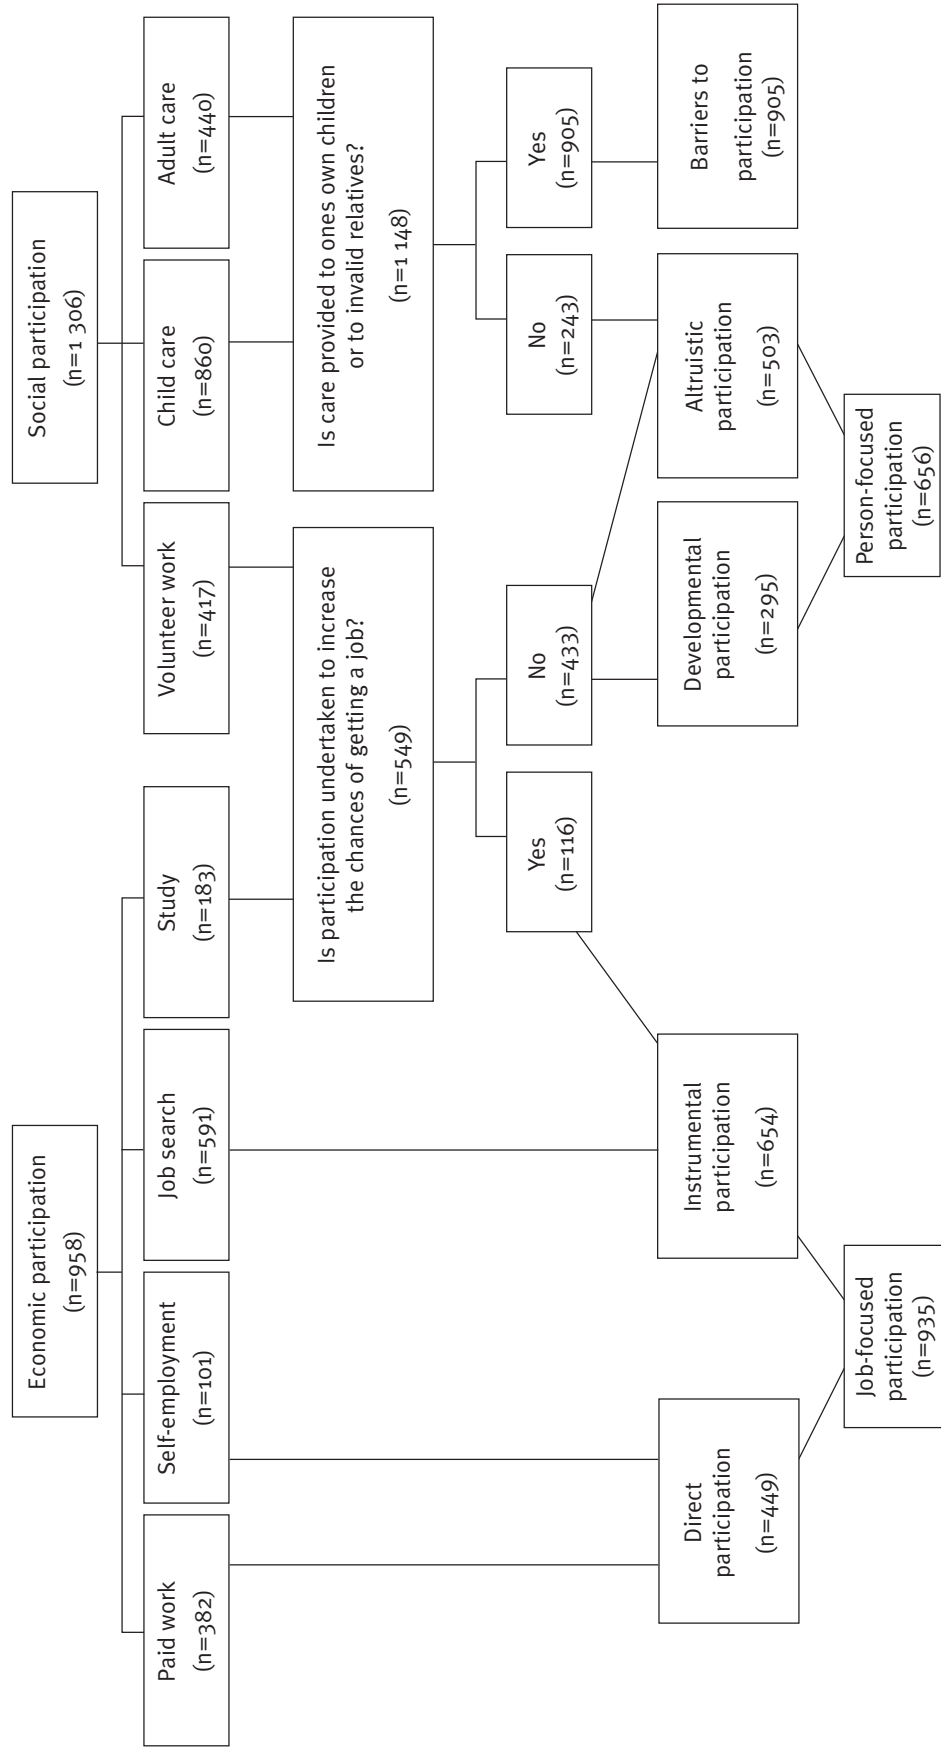 Economic participation
(n=958)
Social participation
(n=1 306)
Paid work
(n=382)
Self-employment
(n=101)
Job search
(n=591)
Study
(n=183)
Volunteer work
(n=417)
Child care
(n=860)
Adult care
(n=440)
Is participation undertaken to increase
the chances of getting a job?
(n=549)
Is care provided to ones own children
or to invalid relatives?
(n=1 148)
Yes
(n=116)
No
(n=433)
No
(n=243)
Yes
(n=905)
Direct
participation
(n=449)
Instrumental
participation
(n=654)
Developmental
participation
(n=295)
Altruistic
participation
(n=503)
Barriers to
participation
(n=905)
Job-focused
participation
(n=935)
Person-focused
participation
(n=656)